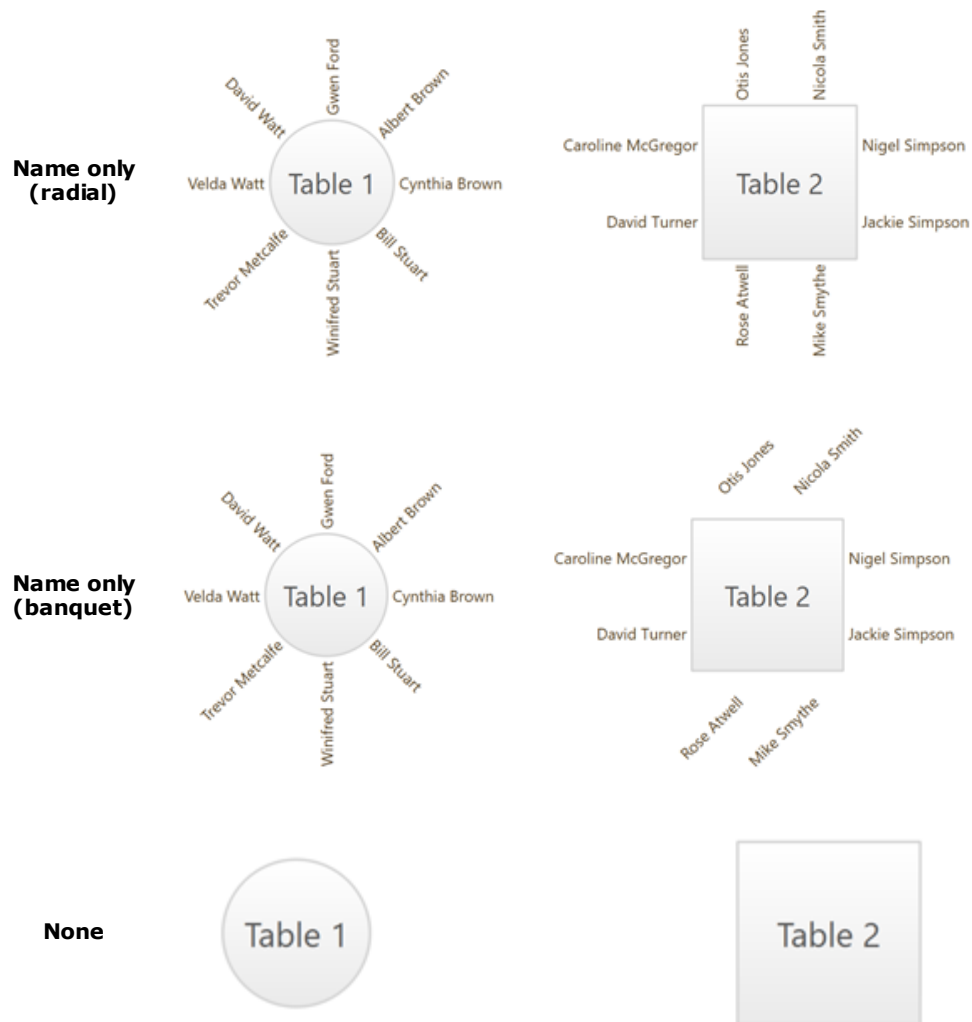 Name only
(radial)
Gwen Ford
David Watt
Albert Brown
Velda Watt
Table 1
Cynthia Brown
Trevor Metcalfe
Bill Stuart
Winifred Stuart
Otis Jones
Nicola Smith
Caroline McGregor
Nigel Simpson
Table 2
David Turner
Jackie Simpson
Rose Atwell
Mike Smythe
Name only
(banquet)
Gwen Ford
David Watt
Albert Brown
Velda Watt
Table 1
Cynthia Brown
Trevor Metcalfe
Bill Stuart
Winifred Stuart
Otis Jones
Nicola Smith
Caroline McGregor
Nigel Simpson
Table 2
David Turner
Jackie Simpson
Rose Atwell
Mike Smythe
None
Table 1
Table 2